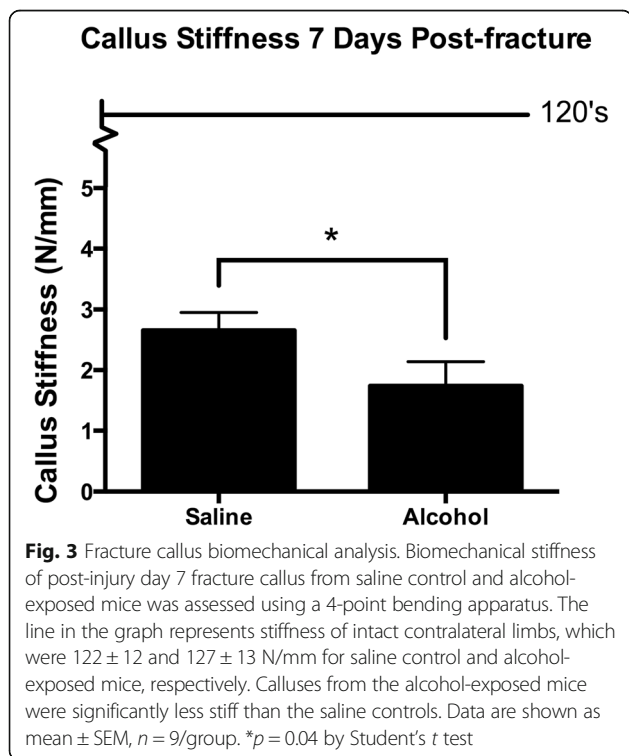 Callus Stiffness 7 Days Post-fracture
120's
Callus Stiffness (N/mm)
5
4
3
2
1
0
*
Saline Alcohol
Fig. 3 Fracture callus biomechanical analysis. Biomechanical stiffness
of post-injury day 7 fracture callus from saline control and alcohol-
exposed mice was assessed using a 4-point bending apparatus. The
line in the graph represents stiffness of intact contralateral limbs, which
were 122 ± 12 and 127 ± 13 N/mm for saline control and alcohol-
exposed mice, respectively. Calluses from the alcohol-exposed mice
were significantly less stiff than the saline controls. Data are shown as
mean ± SEM, n = 9/group. *p = 0.04 by Student's t test